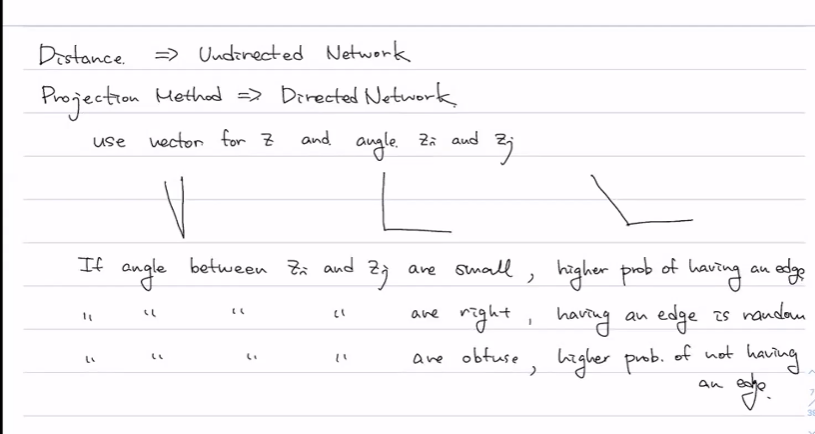 Distance. => Undirected Network
Projection Method => Directed Network.
use vector for z and angle. zi and zj
If angle between zi and zj are small, higher prob of having an edge.
" " " " are right, having an edge is random
" " " " are obtuse, higher prob. of not having
an edge.
7
/